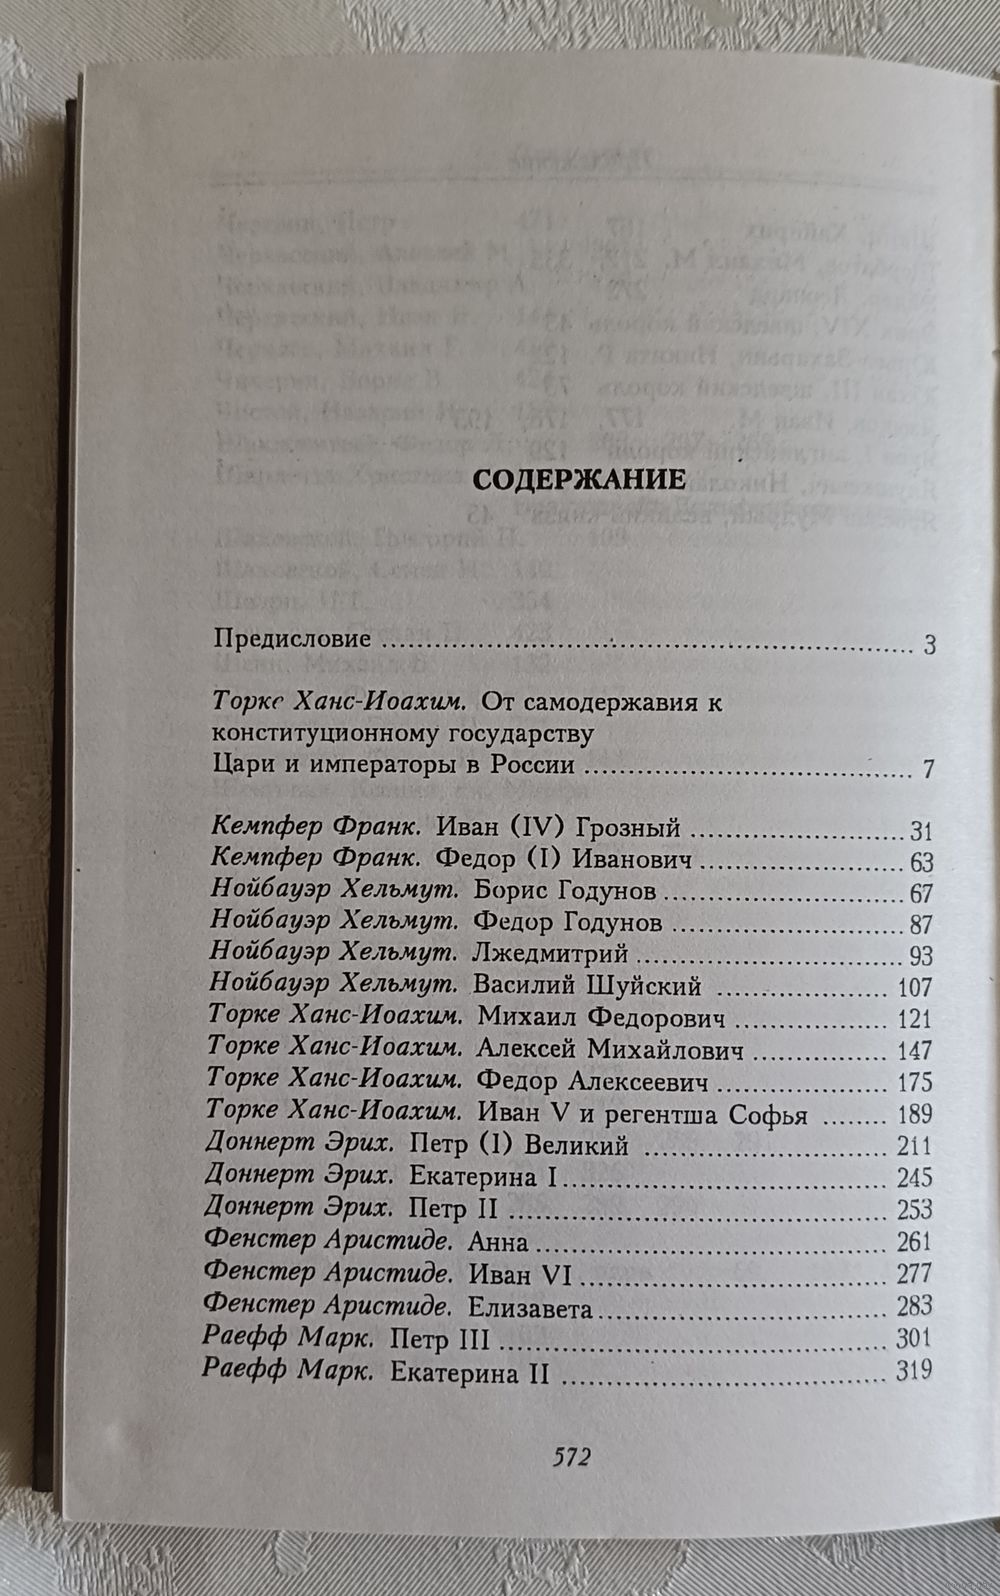 СОДЕРЖАНИЕ
Предисловие ........ 3
Торке Ханс-Иоахим. От самодержавия к
конституционному государству
Цари и императоры в России ........ 7
Кемпфер Франк. Иван (IV) Грозный ........ 31
Кемпфер Франк. Федор (I) Иванович ........ 63
Нойбауэр Хельмут. Борис Годунов ........ 67
Нойбауэр Хельмут. Федор Годунов ........ 87
Нойбауэр Хельмут. Лжедмитрий ........ 93
Нойбауэр Хельмут. Василий Шуйский ........ 107
Торке Ханс-Иоахим. Михаил Федорович ........ 121
Торке Ханс-Иоахим. Алексей Михайлович ........ 147
Торке Ханс-Иоахим. Федор Алексеевич ........ 175
Торке Ханс-Иоахим. Иван V и регентша Софья ........ 189
Доннерт Эрих. Петр (I) Великий ........ 211
Доннерт Эрих. Екатерина I ........ 245
Доннерт Эрих. Петр II ........ 253
Фенстер Аристиде. Анна ........ 261
Фенстер Аристиде. Иван VI ........ 277
Фенстер Аристиде. Елизавета ........ 283
Раефф Марк. Петр III ........ 301
Раефф Марк. Екатерина II ........ 319
572